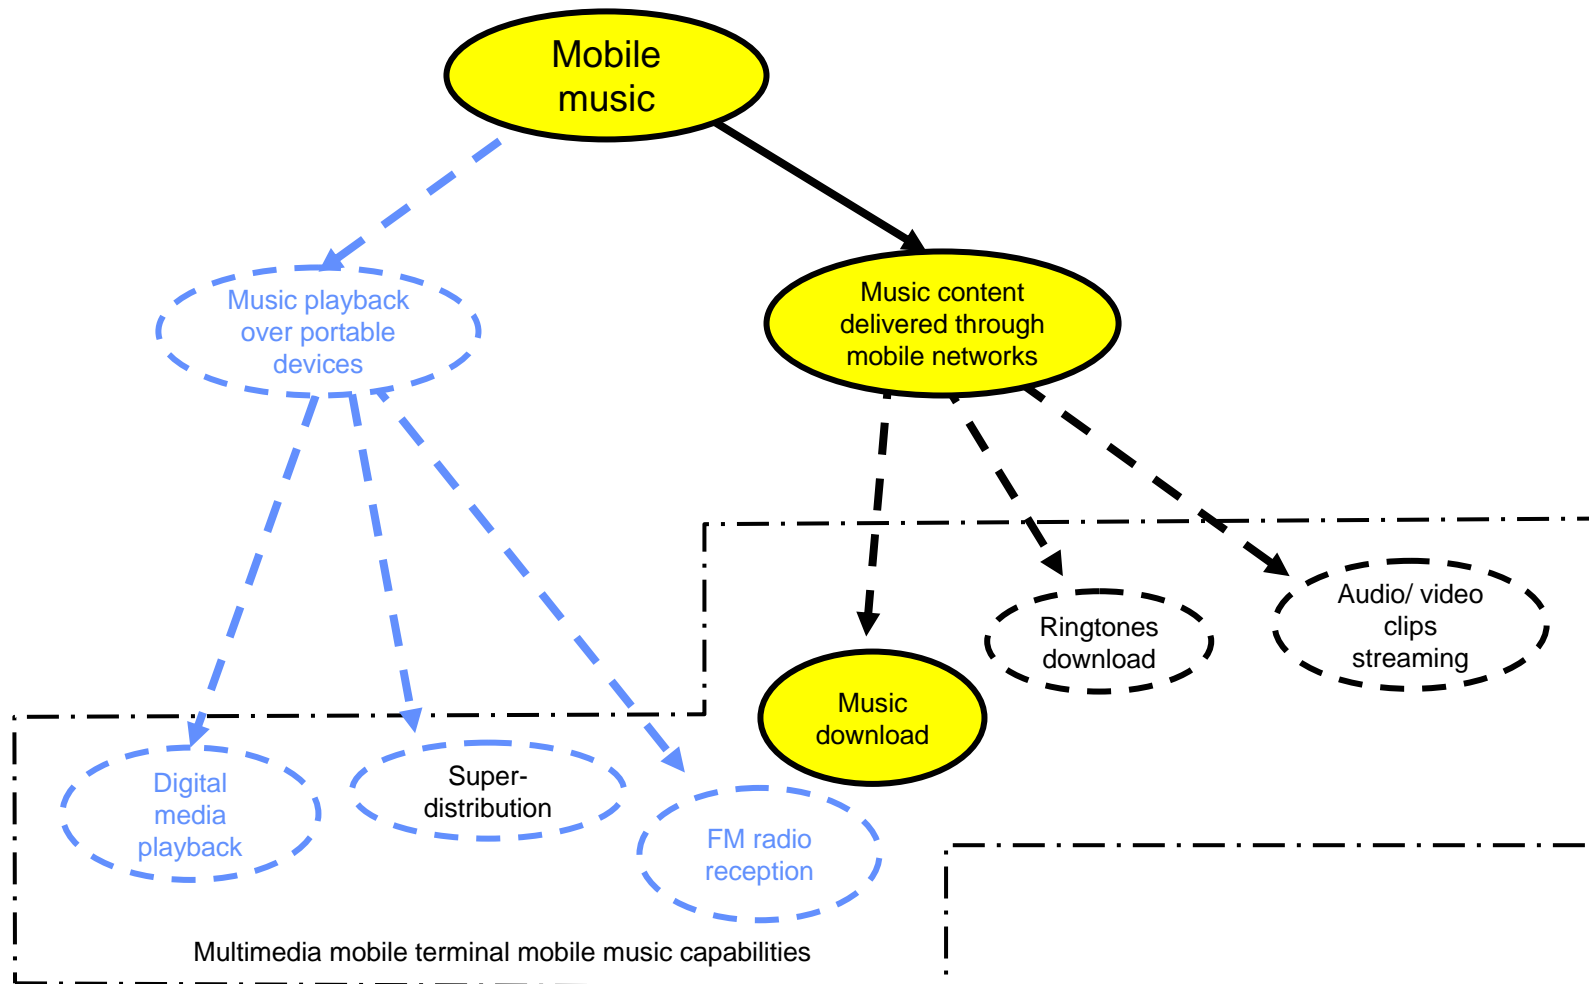 Mobile
music
Music playback
over portable
devices
Music content
delivered through
mobile networks
Audio/ video
clips
streaming
Ringtones
download
Music
download
Digital
media
playback
Super-
distribution
FM radio
reception
Multimedia mobile terminal mobile music capabilities